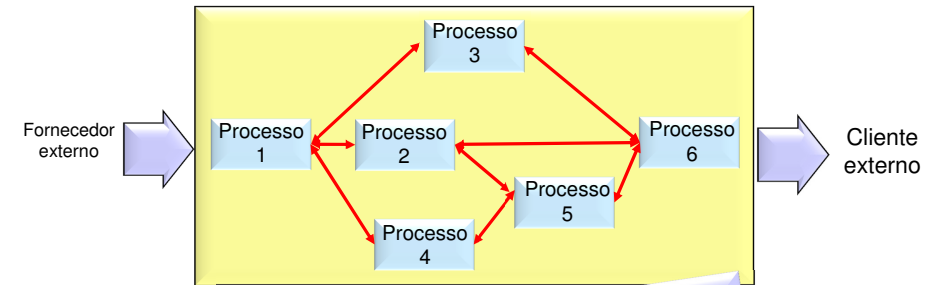 Processo
3
Fornecedor
externo
Processo
1
Processo
2
Processo
6
Cliente
externo
Processo
5
Processo
4